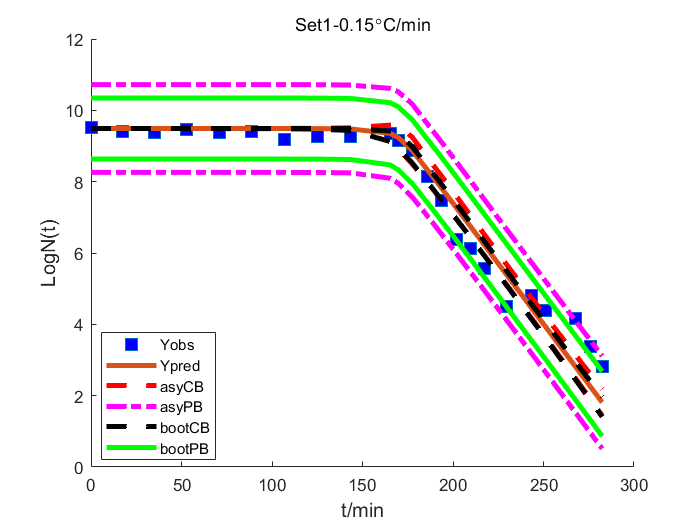 Set1-0.15°C/min
12
10
8
6
4
2
0
LogN(t)
Yobs
Ypred
asyCB
asyPB
bootCB
bootPB
0 50 100 150 200 250 300
t/min